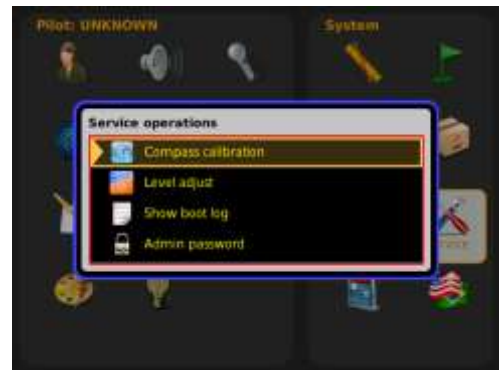 Pilot: UNKNOWN
System
Service operations
Compass calibration
Level adjust
Show boot log
Admin password